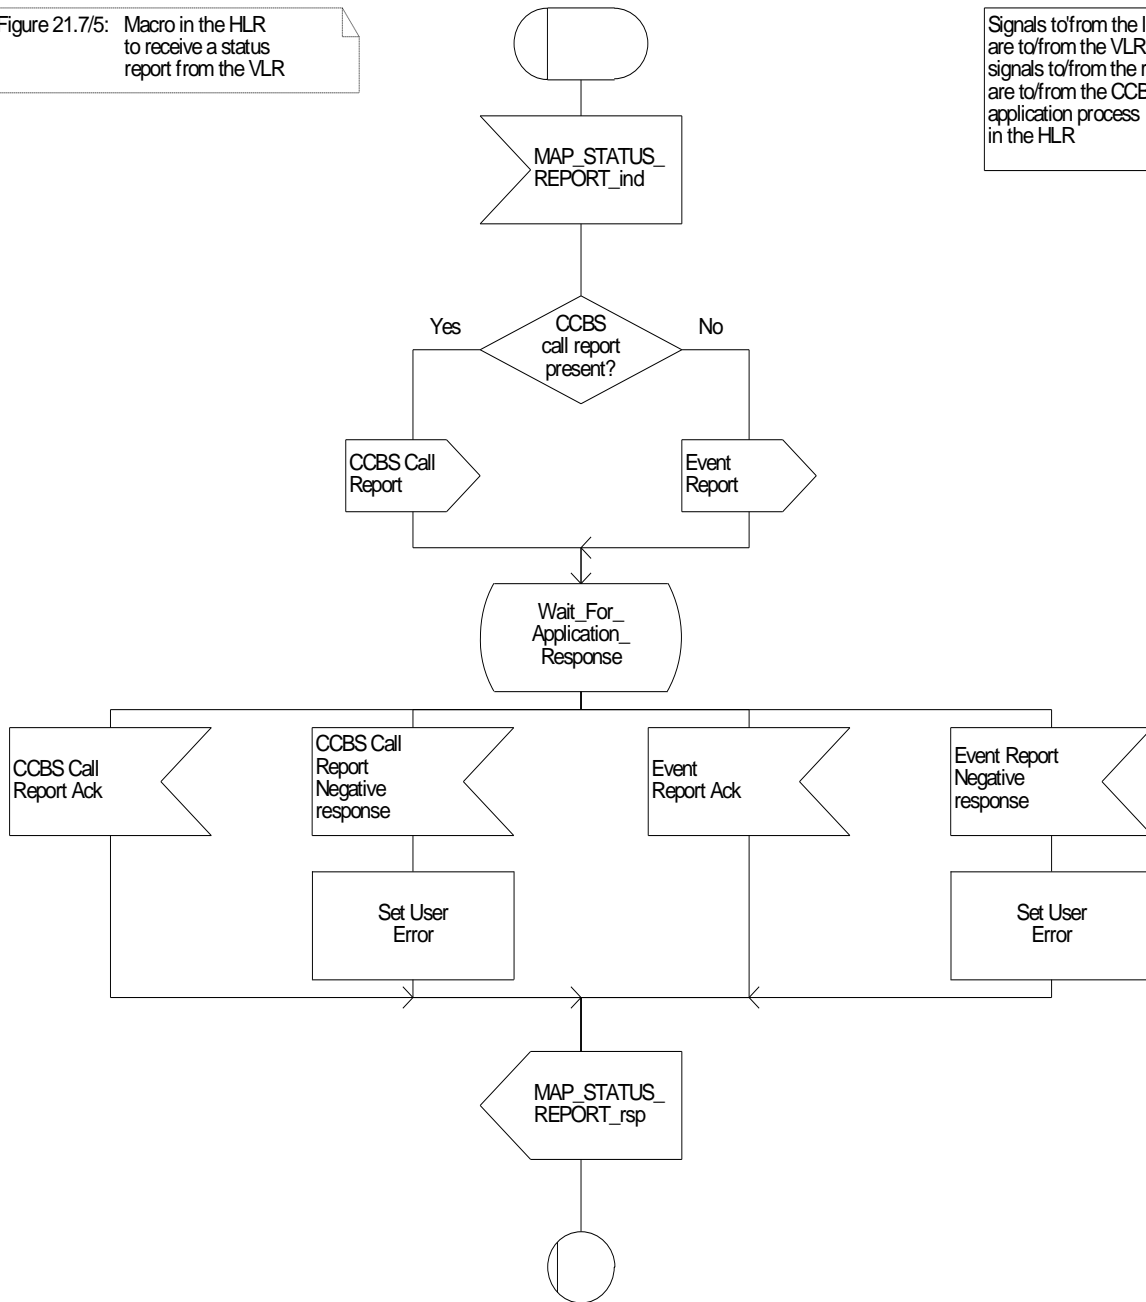 Figure 21.7/5: Macro in the HLR
to receive a status
report from the VLR
Signals to'from the
are to/from the VLR
signals to/from the
are to/from the
application process
in the HLR
MAP_STATUS_
REPORT_ind
Yes
CCBS
call report
present?
No
CCBS Call
Report
Event
Report
Wait_For_
Application_
Response
CCBS Call
Report Ack
CCBS Call
Report
Negative
response
Event
Report Ack
Event Report
Negative
response
Set User
Error
Set User
Error
MAP_STATUS_
REPORT_rsp